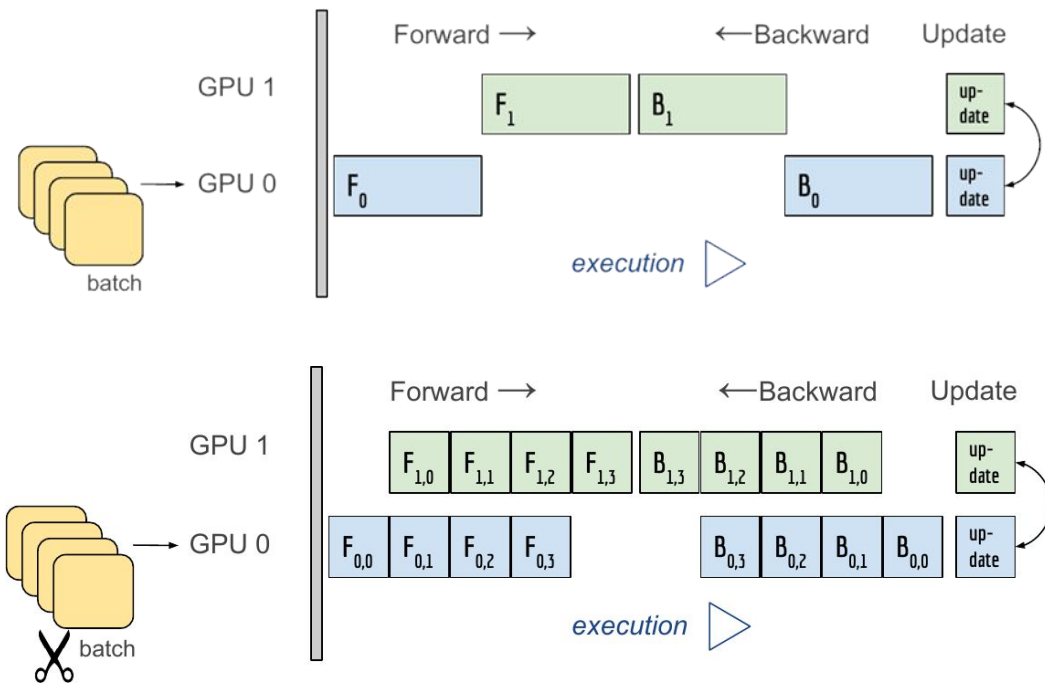 Forward → ←Backward Update
GPU 1
F1 B1 up-
date
GPU 0
F0 B0 up-
date
batch
execution
Forward → ←Backward Update
GPU 1
F1,0 F1,1 F1,2 F1,3 B1,3 B1,2 B1,1 B1,0 up-
date
GPU 0
F0,0 F0,1 F0,2 F0,3 B0,3 B0,2 B0,1 B0,0 up-
date
batch
execution